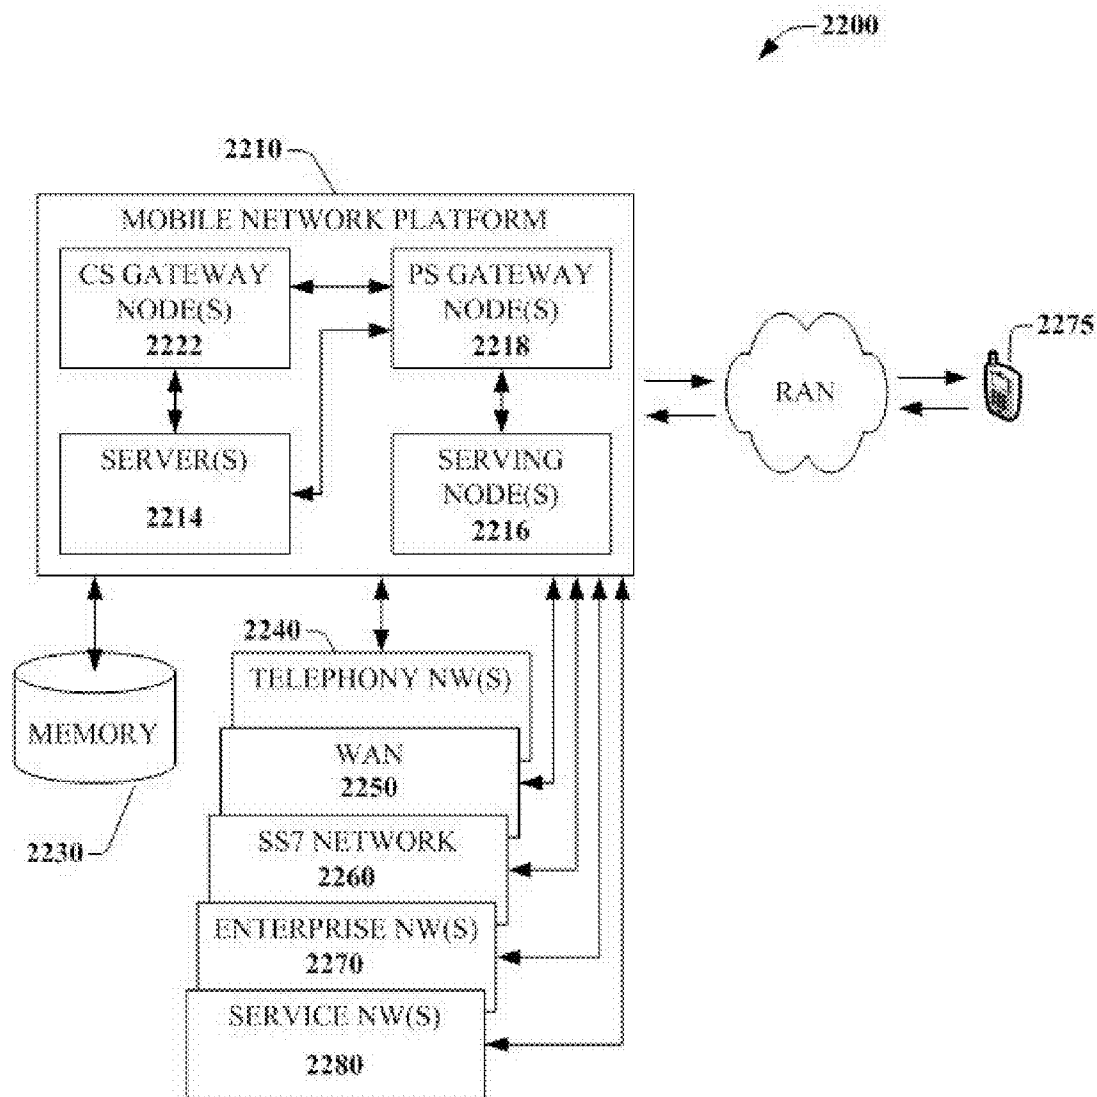 2200
2210
MOBILE NETWORK PLATFORM
CS GATEWAY
NODE(S)
2222
PS GATEWAY
NODE(S)
2218
SERVER(S)
2214
SERVING
NODE(S)
2216
RAN
2275
2240
TELEPHONY NW(S)
MEMORY
2230
WAN
2250
SS7 NETWORK
2260
ENTERPRISE NW(S)
2270
SERVICE NW(S)
2280